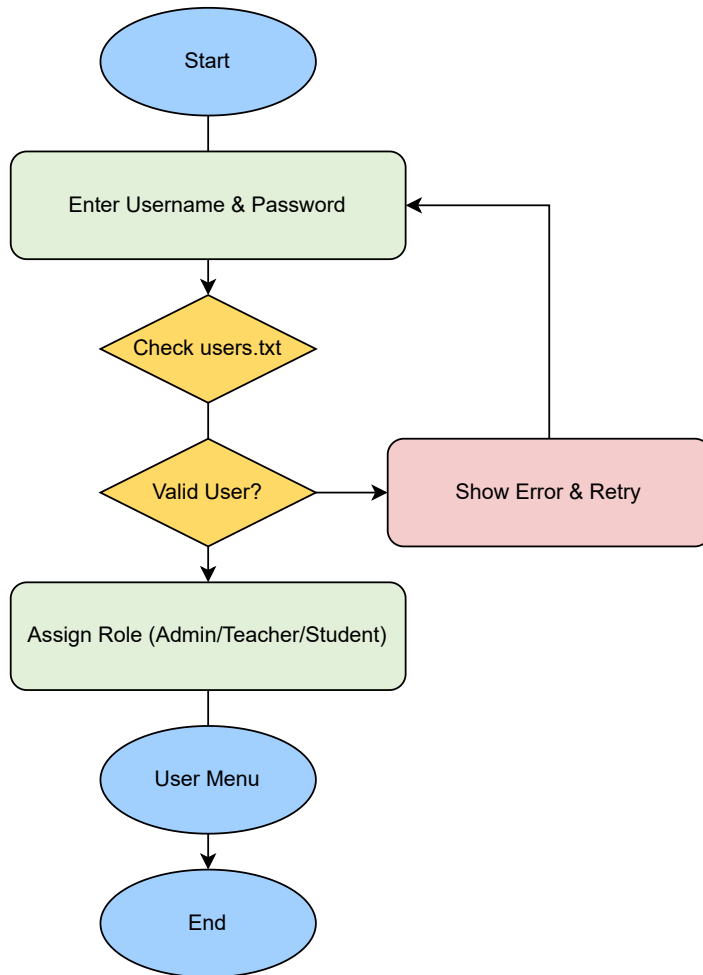 Start
Enter Username & Password
Check users.txt
Valid User?
Show Error & Retry
Assign Role (Admin/Teacher/Student)
User Menu
End